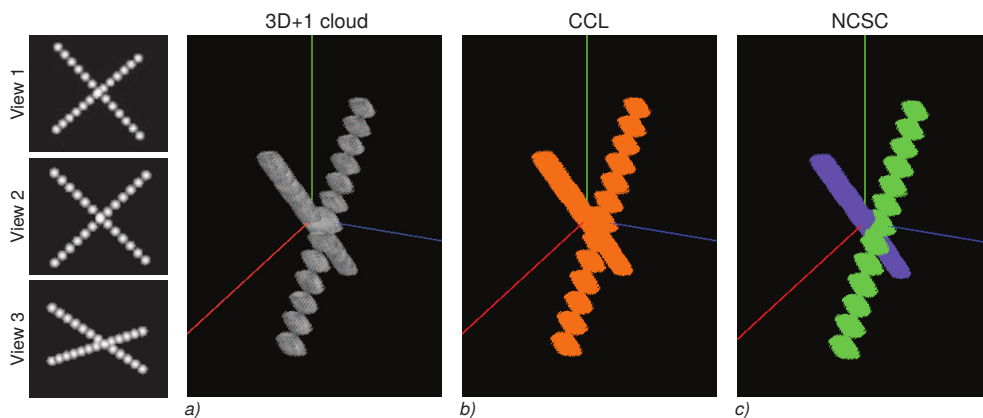 3D+1 cloud
CCL
NCSC
View 1
View 2
View 3
a)
b)
c)